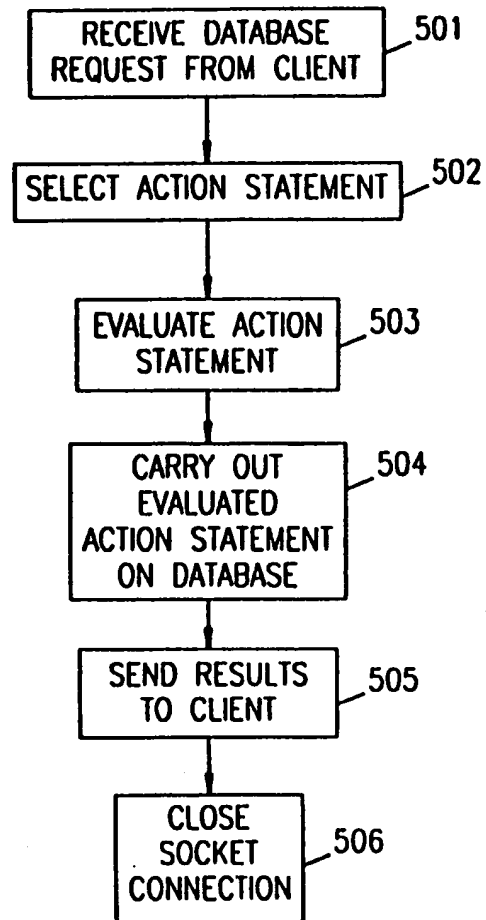 RECEIVE DATABASE
REQUEST FROM CLIENT
501
SELECT ACTION STATEMENT
502
EVALUATE ACTION
STATEMENT
503
CARRY OUT
EVALUATED
ACTION STATEMENT
ON DATABASE
504
SEND RESULTS
TO CLIENT
505
CLOSE
SOCKET
CONNECTION
506